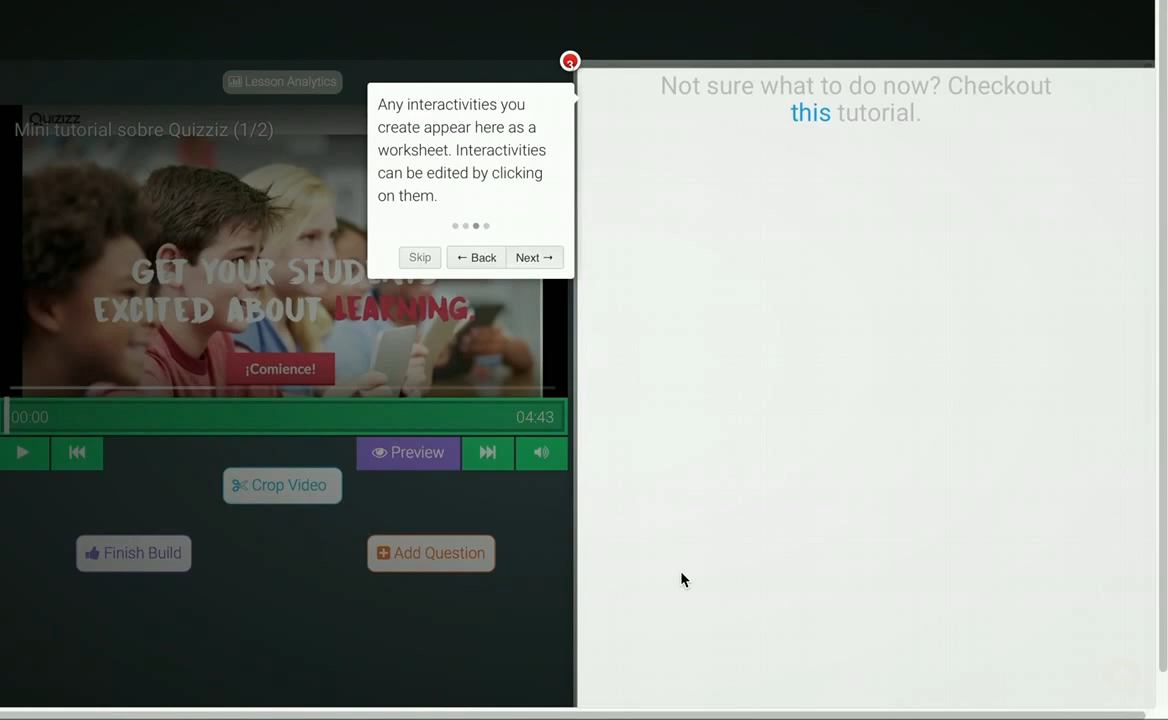 Lesson Analytics
Quizizz
Mini tutorial sobre Quizziz (1/2)
GET YOUR STUDENTS
EXCITED ABOUT LEARNING.
¡Comience!
3
Any interactivities you
create appear here as a
worksheet. Interactivities
can be edited by clicking
on them.
Skip
← Back
Next →
Not sure what to do now? Checkout
this tutorial.
00:00
04:43
Preview
Crop Video
Finish Build
Add Question